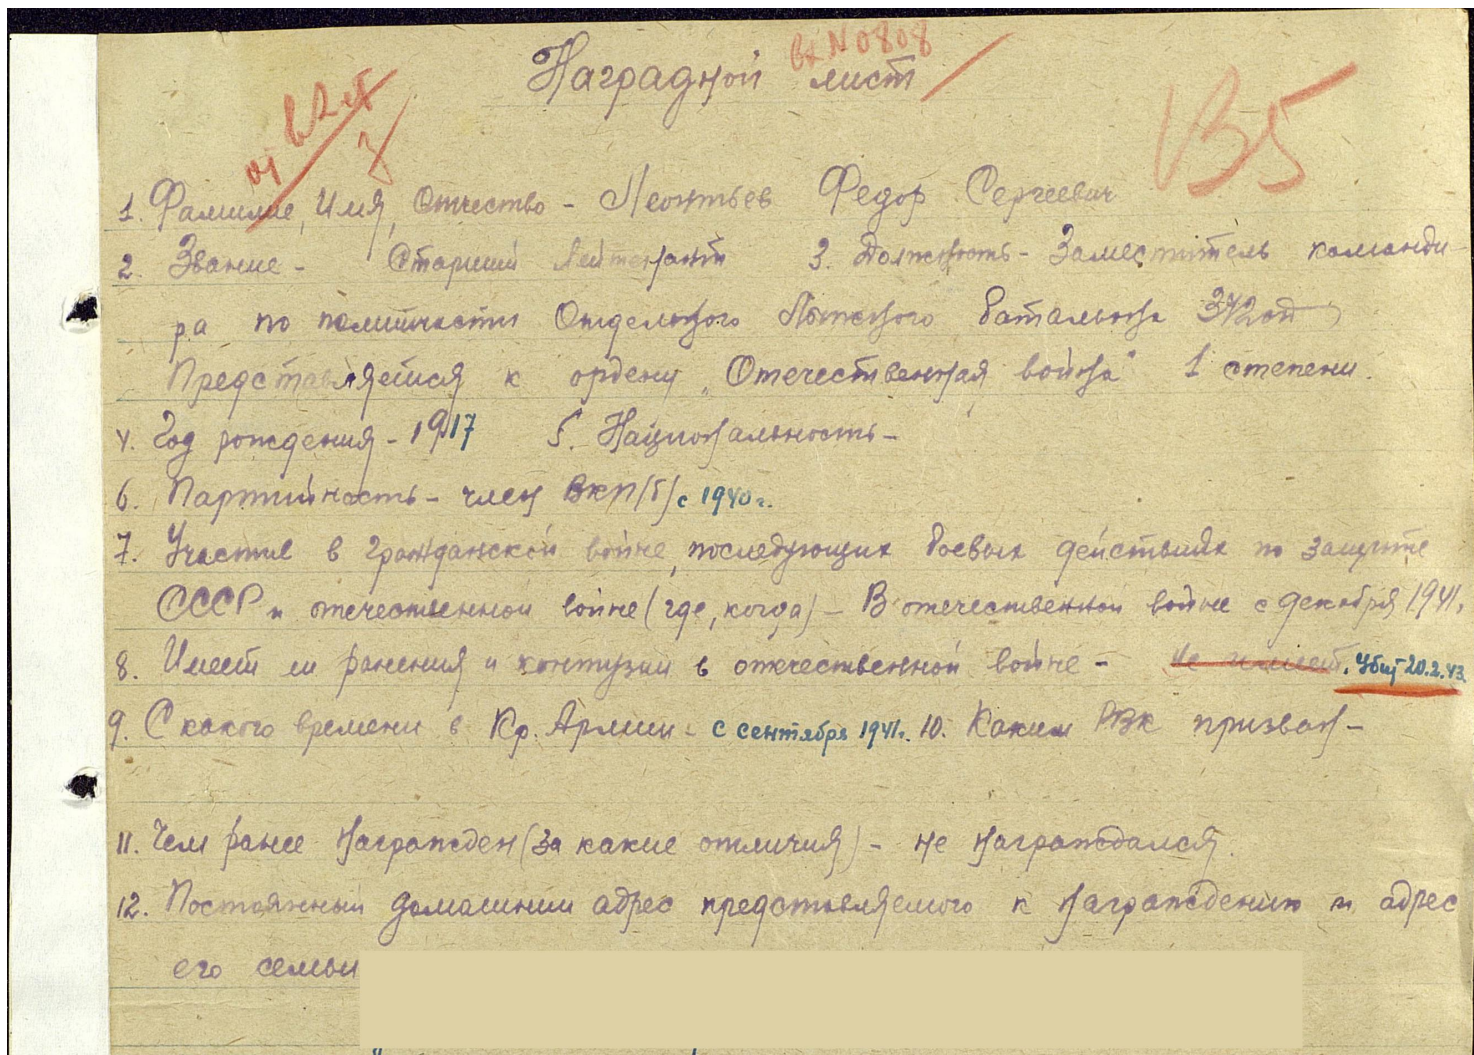 вх N 0808
Наградной лист
В5
1. Фамилие, Имя, Отчество - Леонтьев Федор Сергеевич
2. Звание - Старший лейтенант 3. Должность - Заместитель команди-
ра по политчасти Отдельного Лыжного батальона 372 сд
Представляется к ордену „Отечественная война" 1 степени.
4. Год рождения - 1917 5. Национальность -
6. Партийность - член ВКП/б/ с 1940 г.
7. Участие в гражданской войне, последующих боевых действиях по защите
СССР и отечественной войне (где, когда) - В отечественной войне с декабря 1941.
8. Имеет ли ранения и контузии в отечественной войне - не имеет. Убит 20.2.43.
9. С какого времени в Кр. Армии - с сентября 1941г. 10. Каким РВК призван -
11. Чем ранее награжден (за какие отличия) - не награждался.
12. Постоянный домашний адрес представляемого к награждению и адрес
его семьи